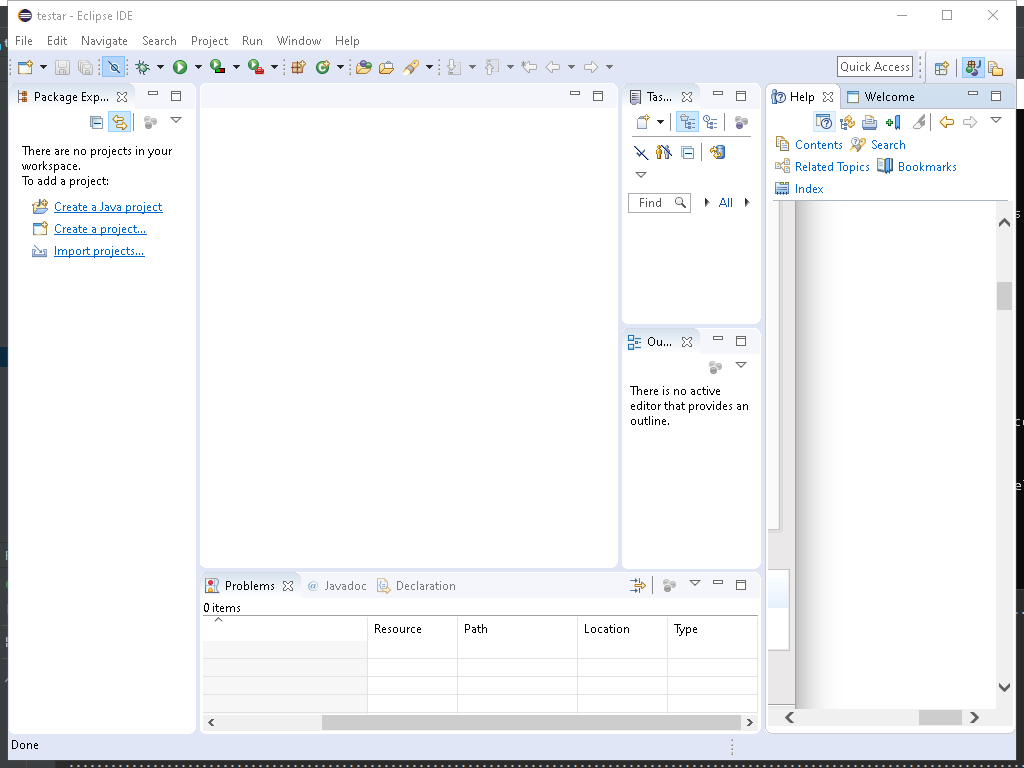 testar - Eclipse IDE
File Edit Navigate Search Project Run Window Help
Quick Access
Package Exp...
There are no projects in your
workspace.
To add a project:
Create a Java project
Create a project...
Import projects...
Tas...
Find
All
Ou...
There is no active
editor that provides an
outline.
Help
Welcome
Contents
Search
Related Topics
Bookmarks
Index
Problems
@ Javadoc
Declaration
0 items
Resource Path Location Type
Done